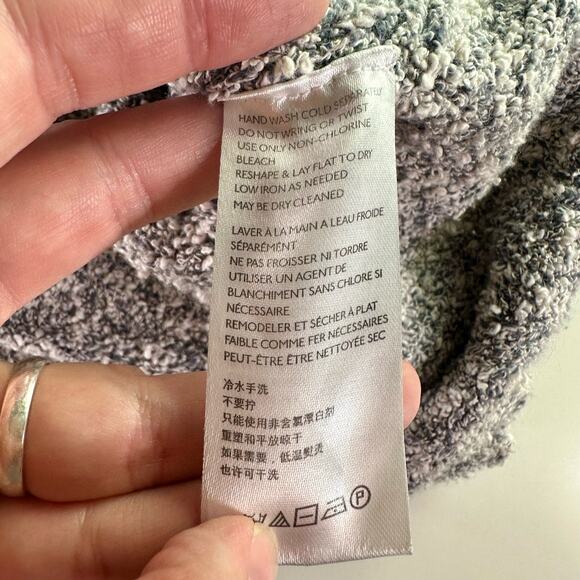 HAND WASH COLD SEPARATELY
DO NOT WRING OR TWIST
USE ONLY NON-CHLORINE
BLEACH
RESHAPE & LAY FLAT TO DRY
LOW IRON AS NEEDED
MAY BE DRY CLEANED
LAVER À LA MAIN A LEAU FROIDE
SÉPARÉMENT
NE PAS FROISSER NI TORDRE
UTILISER UN AGENT DE
BLANCHIMENT SANS CHLORE SI
NÉCESSAIRE
REMODELER ET SÉCHER À PLAT
FAIBLE COMME FER NÉCESSAIRES
PEUT-ÊTRE ÊTRE NETTOYÉE SEC
冷水手洗
不要拧
只能使用非含氯漂白剂
重塑和平放晾干
如果需要，低温熨烫
也许可干洗
P